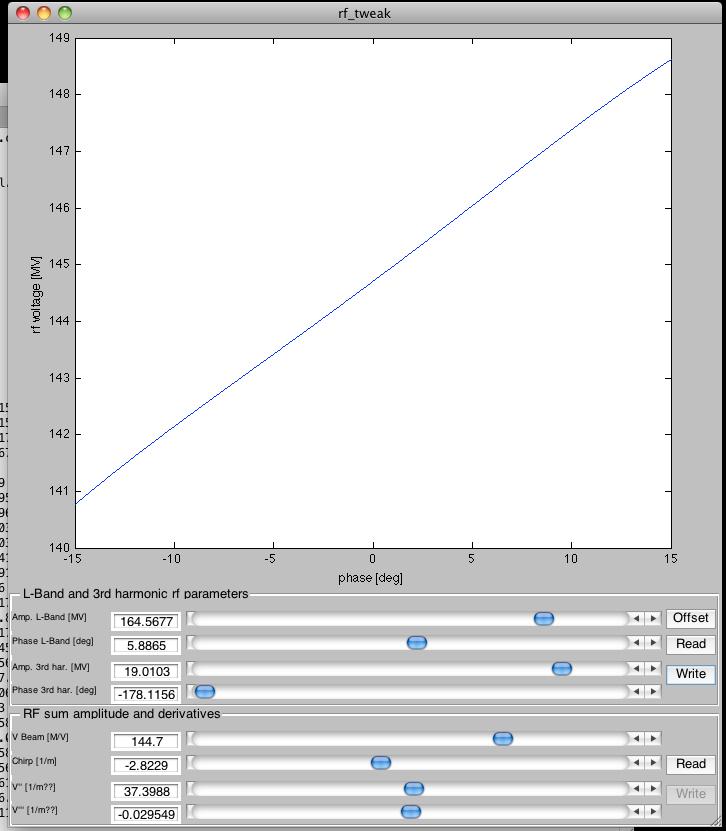 rf_tweak
149
148
147
146
145
144
143
142
141
140
rf voltage [MV]
-15 -10 -5 0 5 10 15
phase [deg]
L-Band and 3rd harmonic rf parameters
Amp. L-Band [MV] 164.5677 Offset
Phase L-Band [deg] 5.8865 Read
Amp. 3rd har. [MV] 19.0103 Write
Phase 3rd har. [deg] -178.1156
RF sum amplitude and derivatives
V Beam [M/V] 144.7
Chirp [1/m] -2.8229 Read
V'' [1/m??] 37.3988 Write
V''' [1/m??] -0.029549